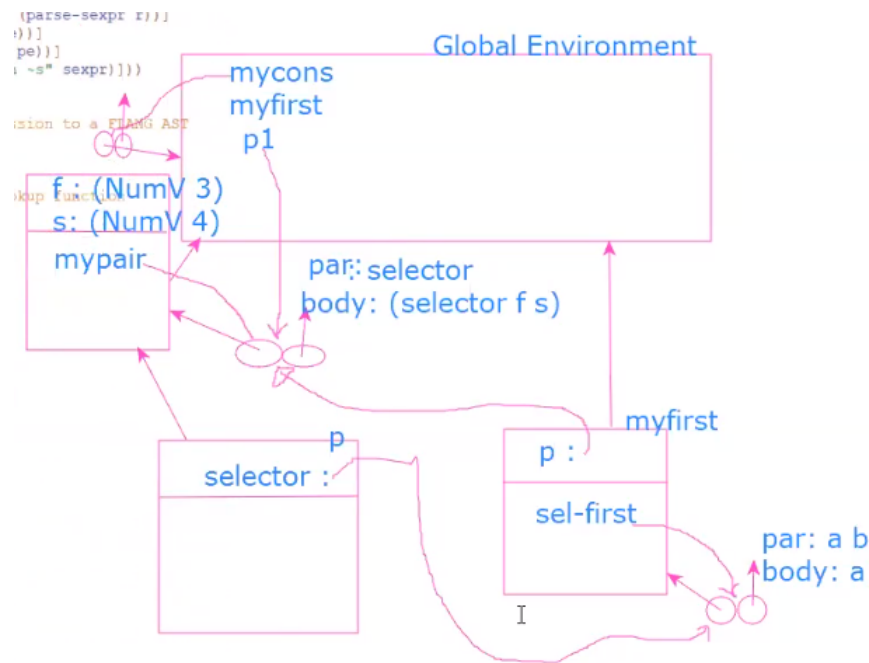 (parse-sexpr r))]
))]
pe))]
~s" sexpr)]))
ssion to a FLANG AST
kup function
Global Environment
mycons
myfirst
p1
f : (NumV 3)
s: (NumV 4)
mypair
par: : selector
body: (selector f s)
p
selector :
myfirst
p :
sel-first
par: a b
body: a